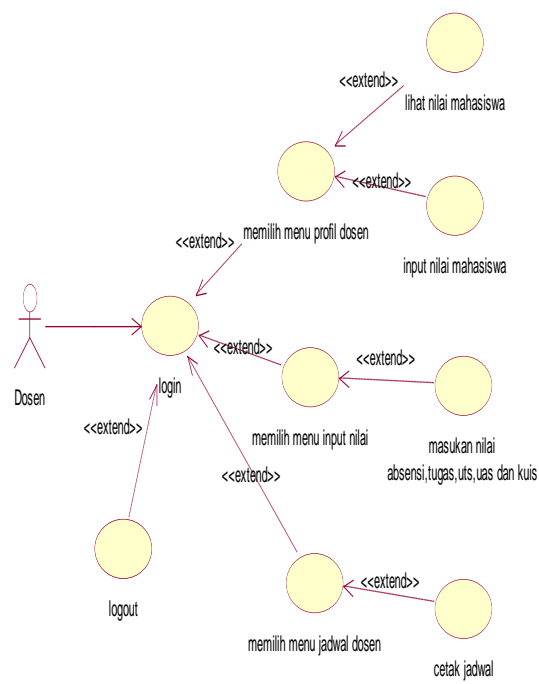 <<extend>>
lihat nilai mahasiswa
<<extend>>
memilih menu profil dosen
<<extend>>
input nilai mahasiswa
Dosen
login
<<extend>>
<<extend>>
memilih menu input nilai
masukan nilai
absensi,tugas,uts,uas dan kuis
<<extend>>
<<extend>>
logout
<<extend>>
memilih menu jadwal dosen
cetak jadwal